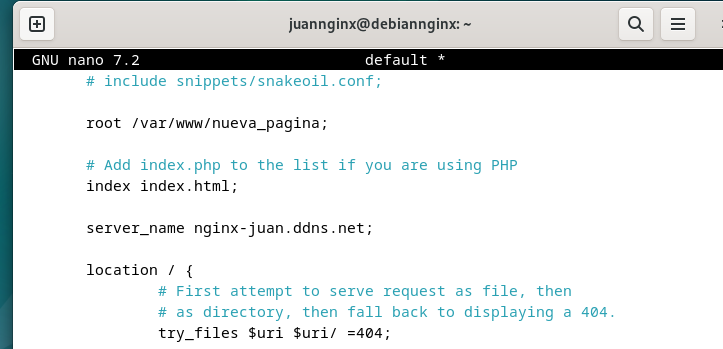 juannginx@debiannginx: ~
GNU nano 7.2 default *
# include snippets/snakeoil.conf;
root /var/www/nueva_pagina;
# Add index.php to the list if you are using PHP
index index.html;
server_name nginx-juan.ddns.net;
location / {
# First attempt to serve request as file, then
# as directory, then fall back to displaying a 404.
try_files $uri $uri/ =404;